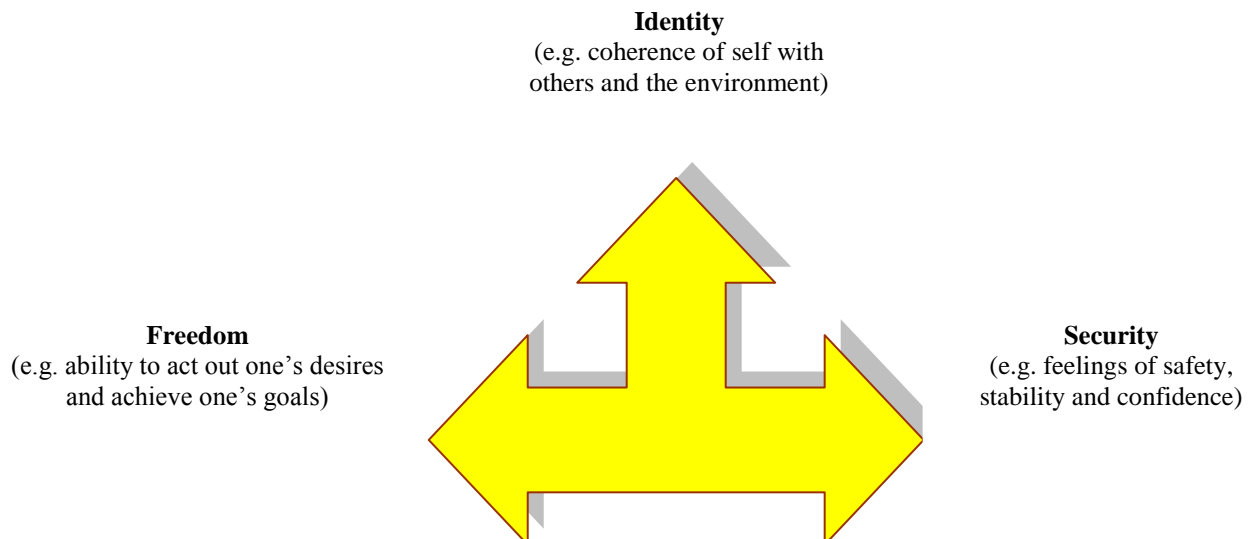 Identity
(e.g. coherence of self with
others and the environment)
Freedom
(e.g. ability to act out one’s desires
and achieve one’s goals)
Security
(e.g. feelings of safety,
stability and confidence)